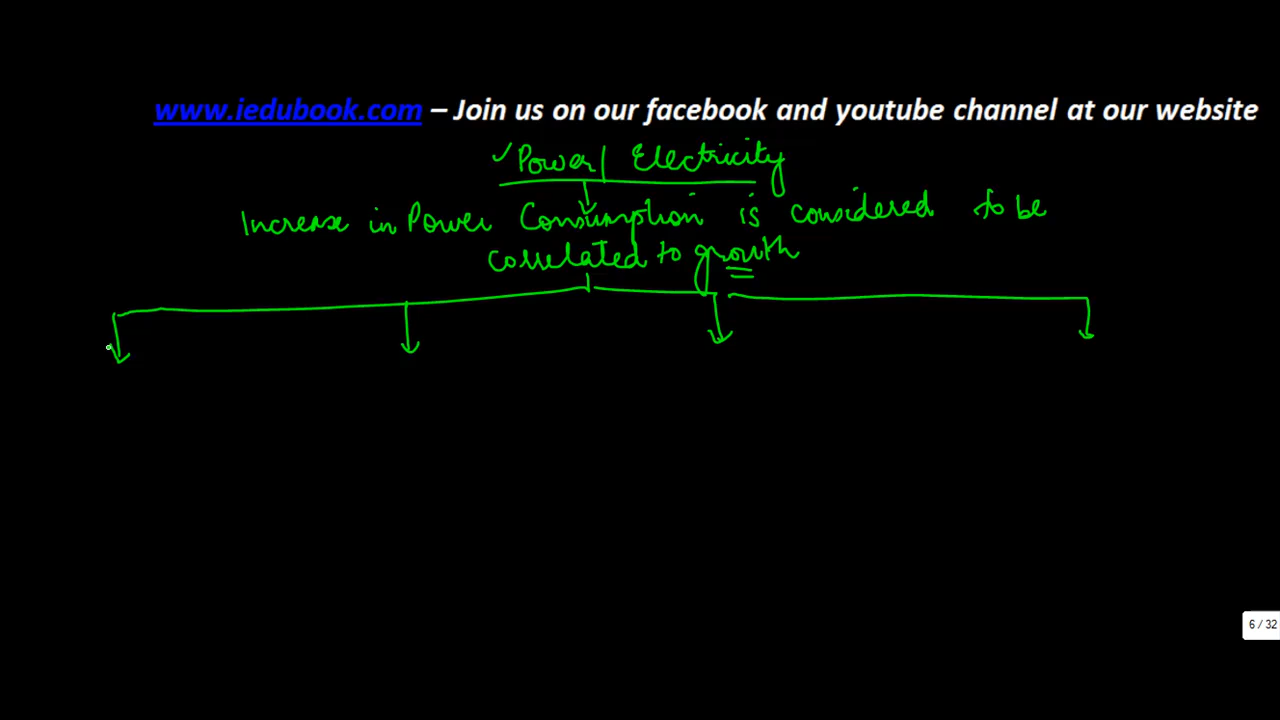 www.iedubook.com – Join us on our facebook and youtube channel at our website
✓Power/ Electricity
Increase in Power Consumption is considered to be
correlated to growth
6 / 32